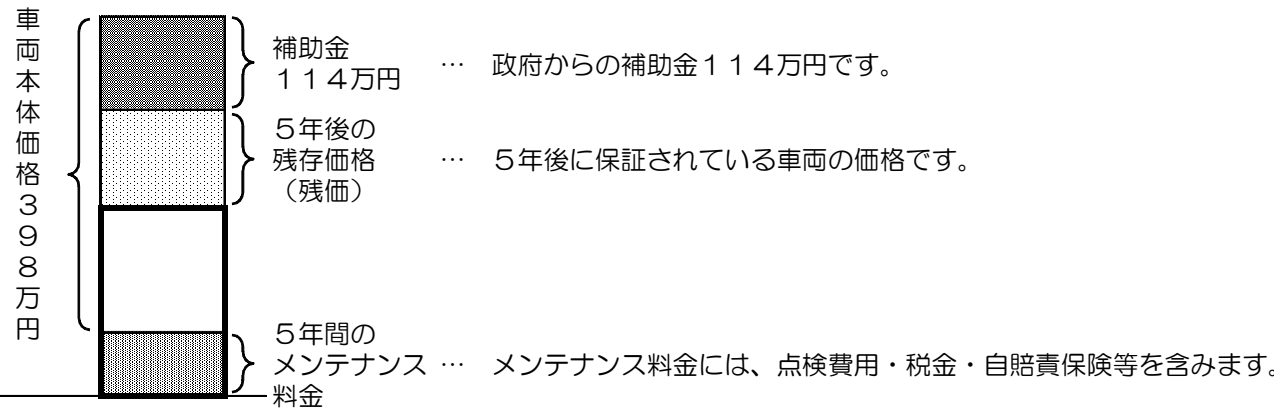 車両本体価格398万円
補助金
114万円 … 政府からの補助金114万円です。
5年後の
残存価格 … 5年後に保証されている車両の価格です。
(残価)
5年間の
メンテナンス … メンテナンス料金には、点検費用・税金・自賠責保険等を含みます。
料金